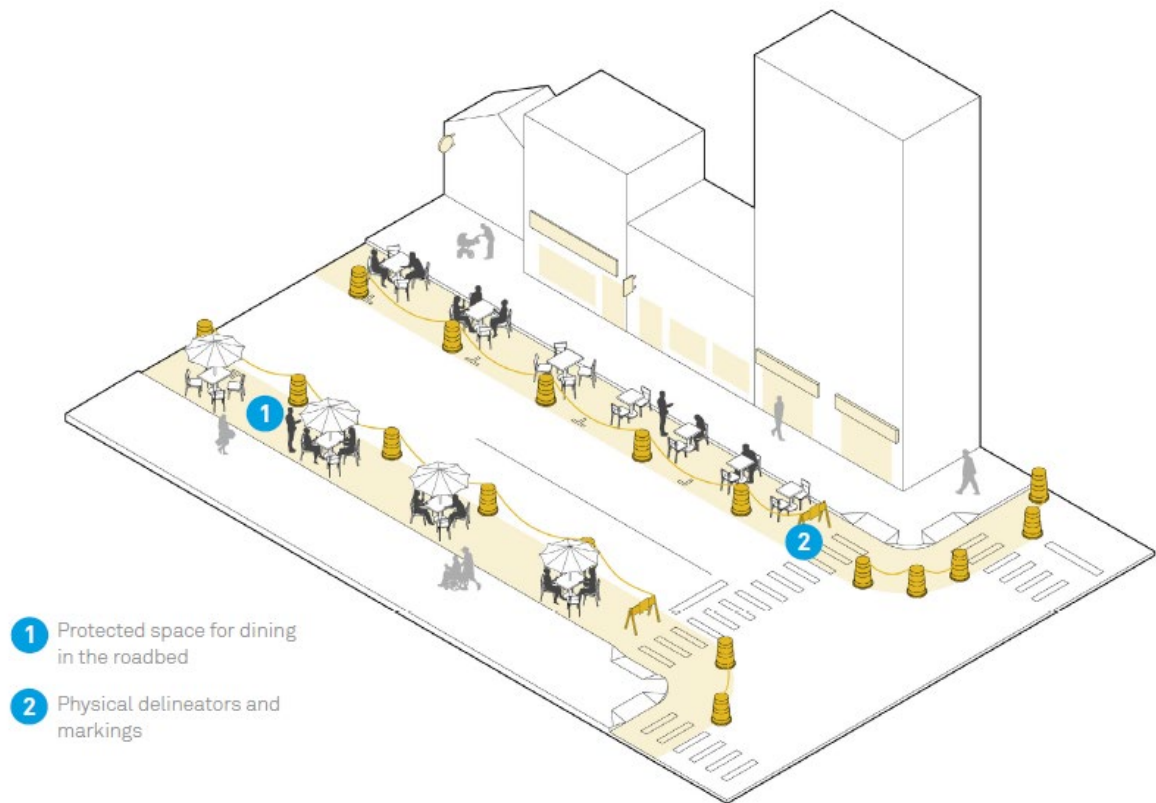 1
2
1 Protected space for dining
in the roadbed
2 Physical delineators and
markings